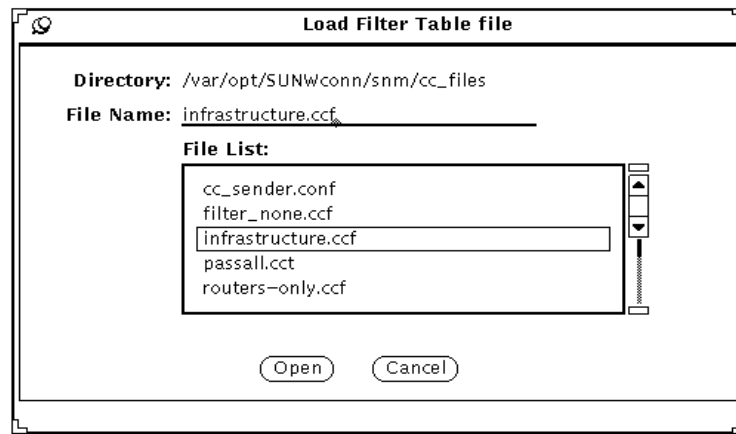 Load Filter Table file
Directory: /var/opt/SUNWconn/snm/cc_files
File Name: infrastructure.ccf
File List:
cc_sender.conf
filter_none.ccf
infrastructure.ccf
passall.cct
routers-only.ccf
Open Cancel